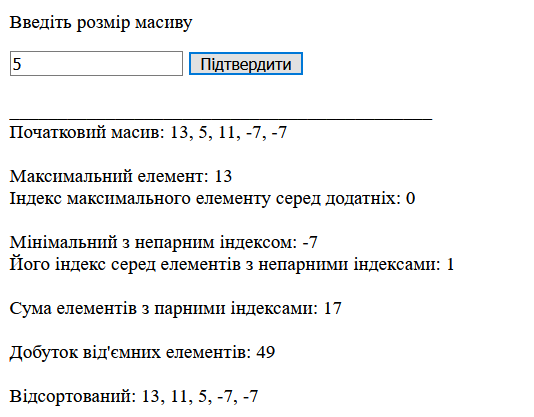 Введіть розмір масиву
5 Підтвердити
Початковий масив: 13, 5, 11, -7, -7
Максимальний елемент: 13
Індекс максимального елементу серед додатніх: 0
Мінімальний з непарним індексом: -7
Його індекс серед елементів з непарними індексами: 1
Сума елементів з парними індексами: 17
Добуток від'ємних елементів: 49
Відсортований: 13, 11, 5, -7, -7